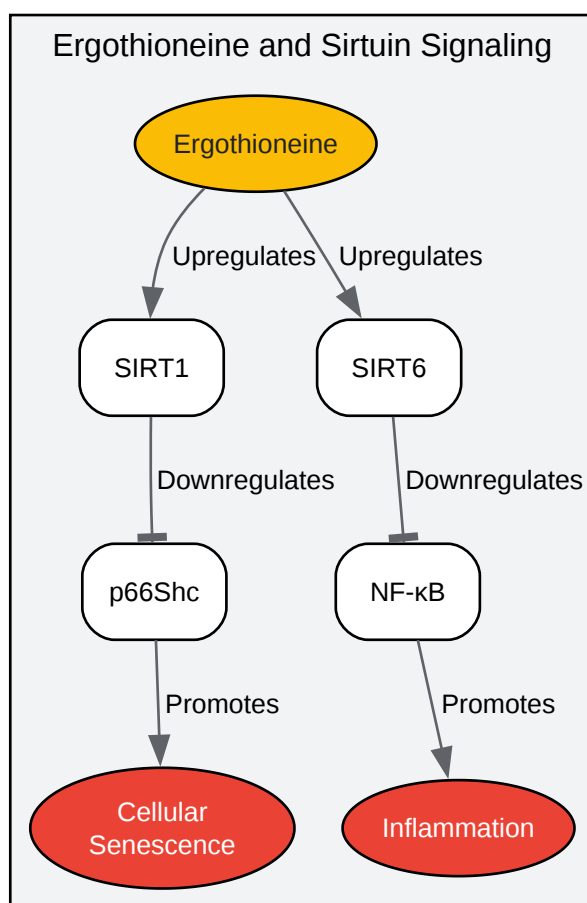 Ergothioneine and Sirtuin Signaling
Ergothioneine
Upregulates
Upregulates
SIRT1
SIRT6
Downregulates
Downregulates
p66Shc
NF-κB
Promotes
Promotes
Cellular
Senescence
Inflammation